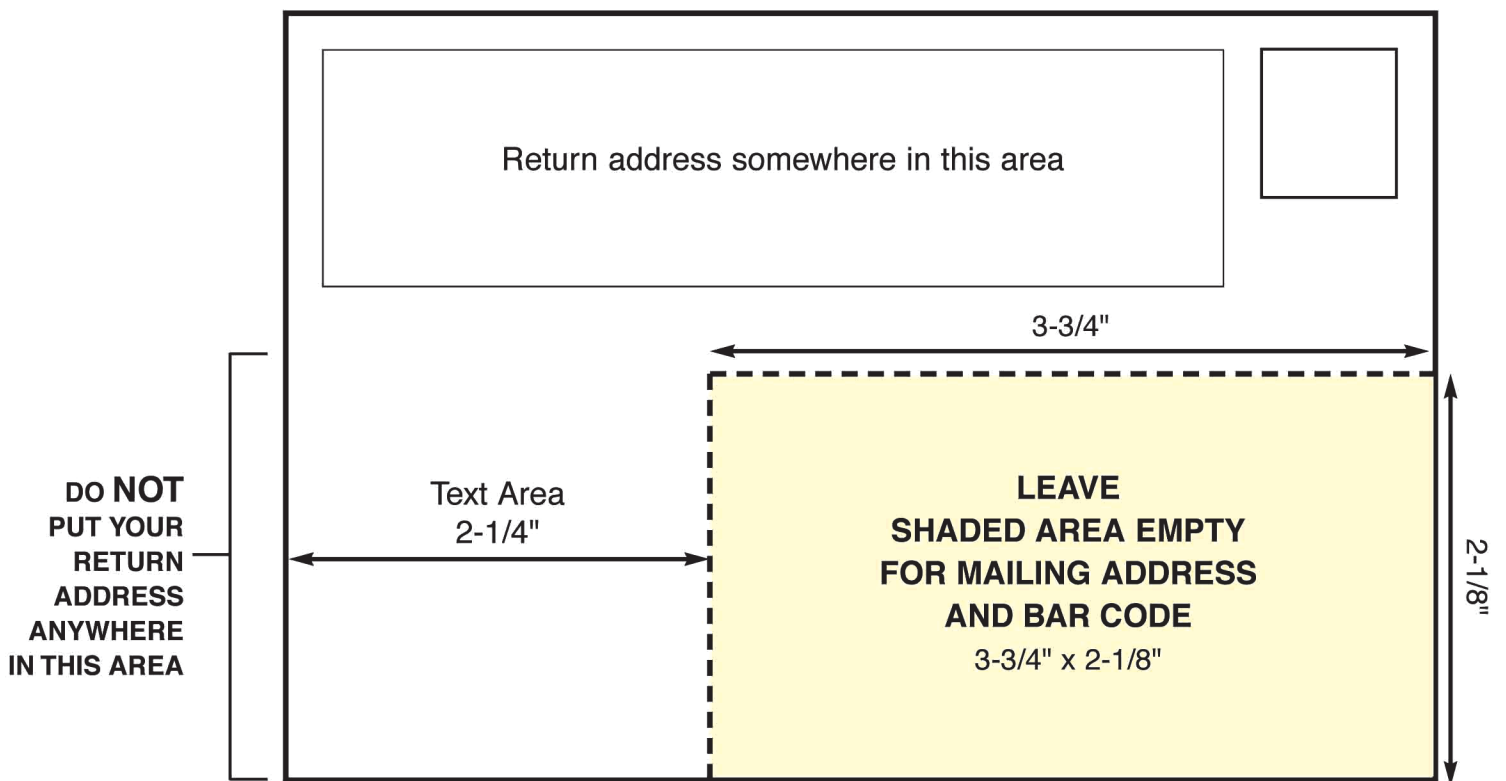 Return address somewhere in this area
3-3/4"
DO NOT
PUT YOUR
RETURN
ADDRESS
ANYWHERE
IN THIS AREA
Text Area
2-1/4"
LEAVE
SHADED AREA EMPTY
FOR MAILING ADDRESS
AND BAR CODE
3-3/4" x 2-1/8"
2-1/8"